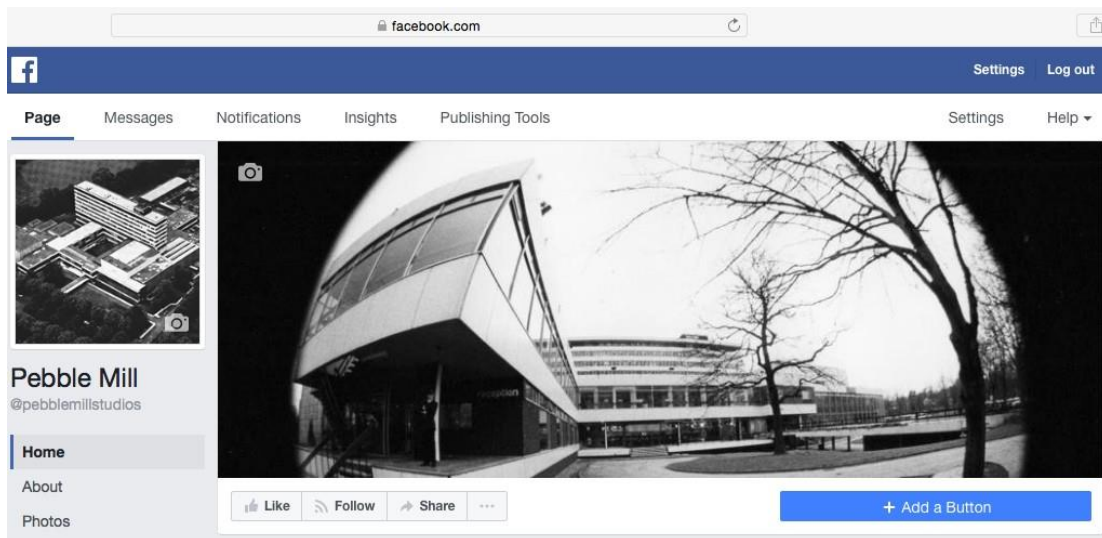 facebook.com
f
Settings Log out
Page Messages Notifications Insights Publishing Tools Settings Help
reception
Pebble Mill
@pebblemillstudios
Home
About
Photos
Like Follow Share ...
+ Add a Button